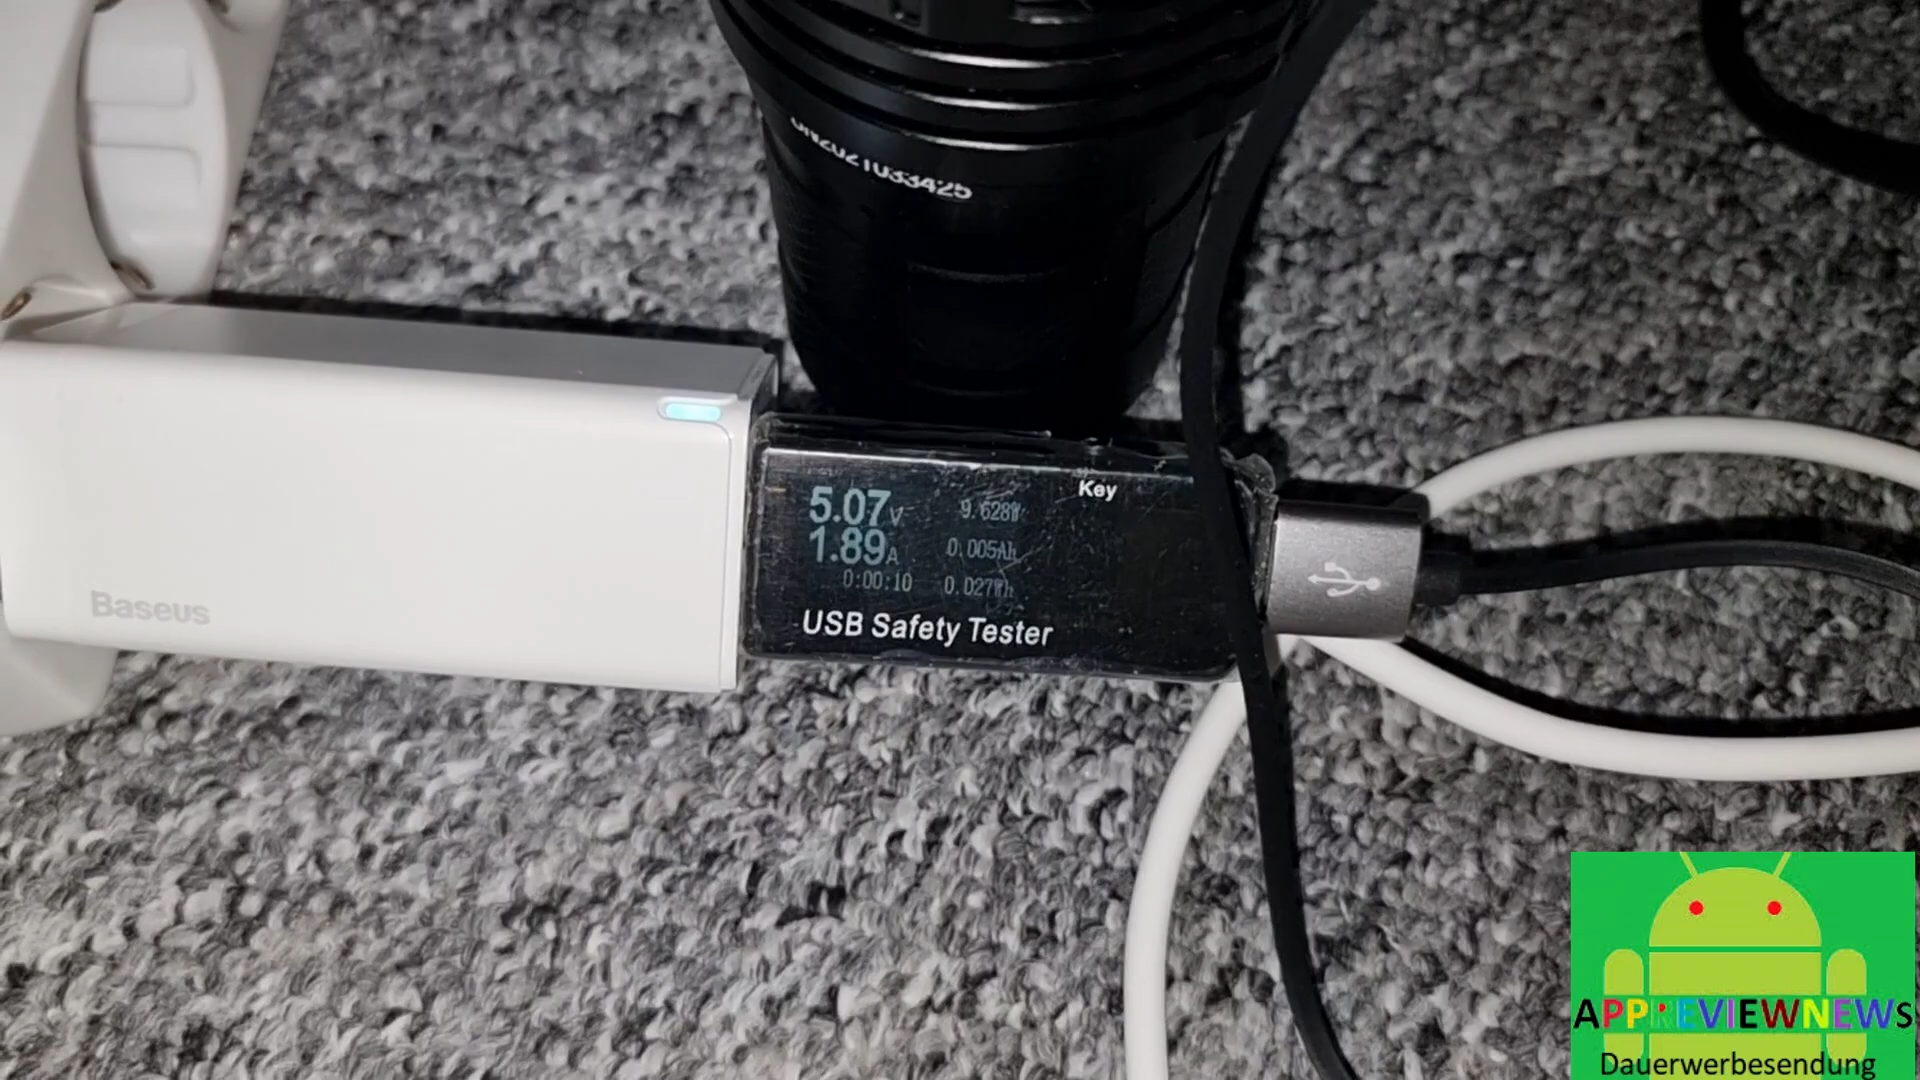 SN2021033425
Key
5.07V 9.628W
1.89A 0.005Ah
0:00:10 0.027Wh
USB Safety Tester
Baseus
APPREVIEWNEWS
Dauerwerbesendung